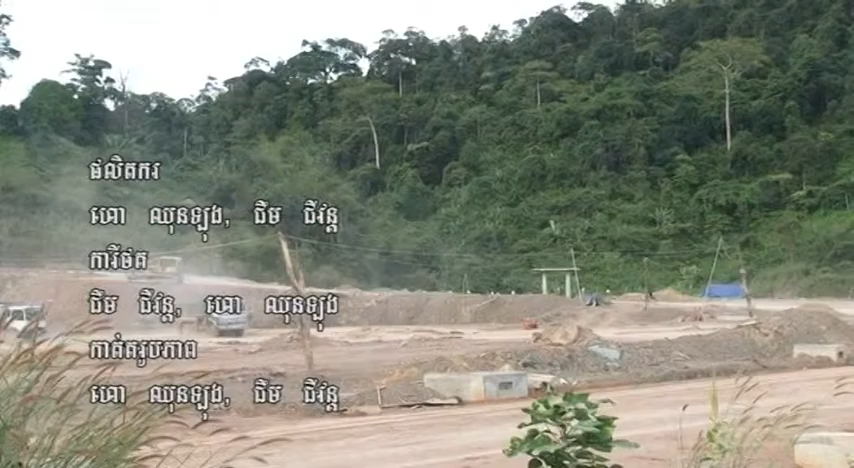 ផលិតករ
ហោ ឈុនឡុង, ជឹម ជីវ័ន្ត
ការីថត
ជឹម ជីវ័ន្ត, ហោ ឈុនឡុង
កាត់តរូបភាព
ហោ ឈុនឡុង ជឹម ជីវ័ន្ត